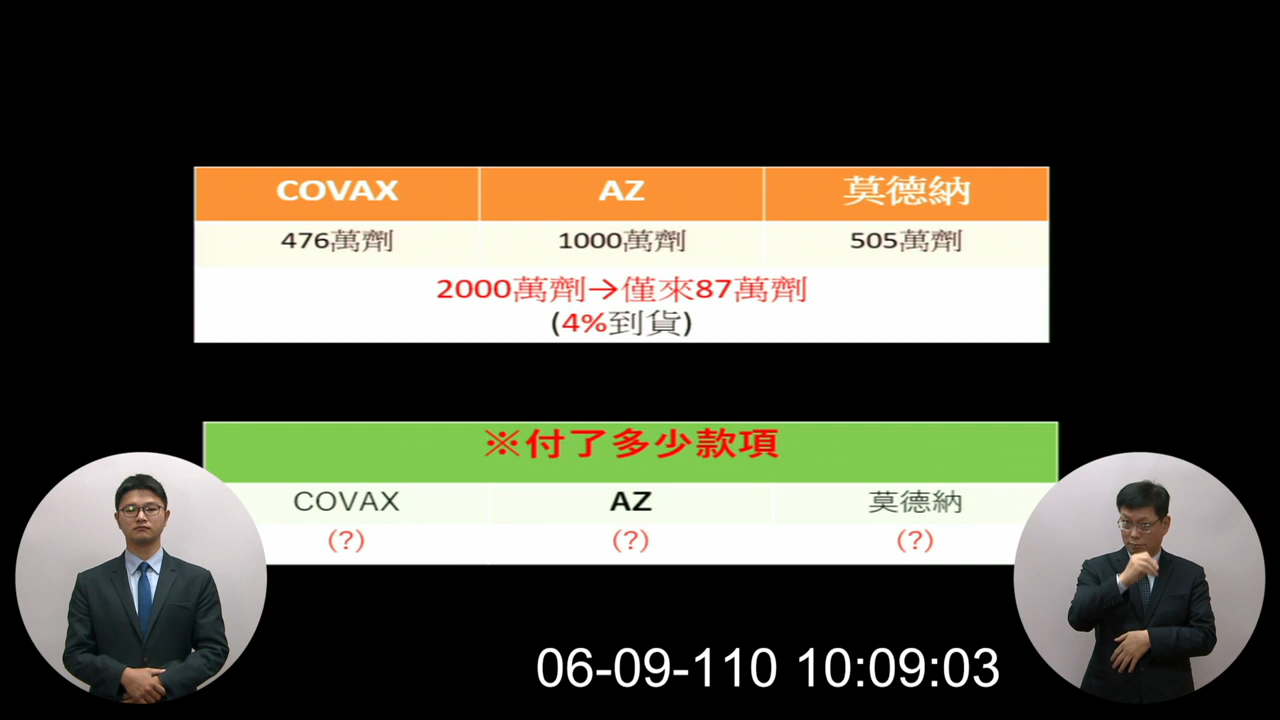 COVAX AZ 莫德納
476萬劑 1000萬劑 505萬劑
2000萬劑→僅來87萬劑
(4%到貨)
※付了多少款項
COVAX AZ 莫德納
(?) (?) (?)
06-09-110 10:09:03